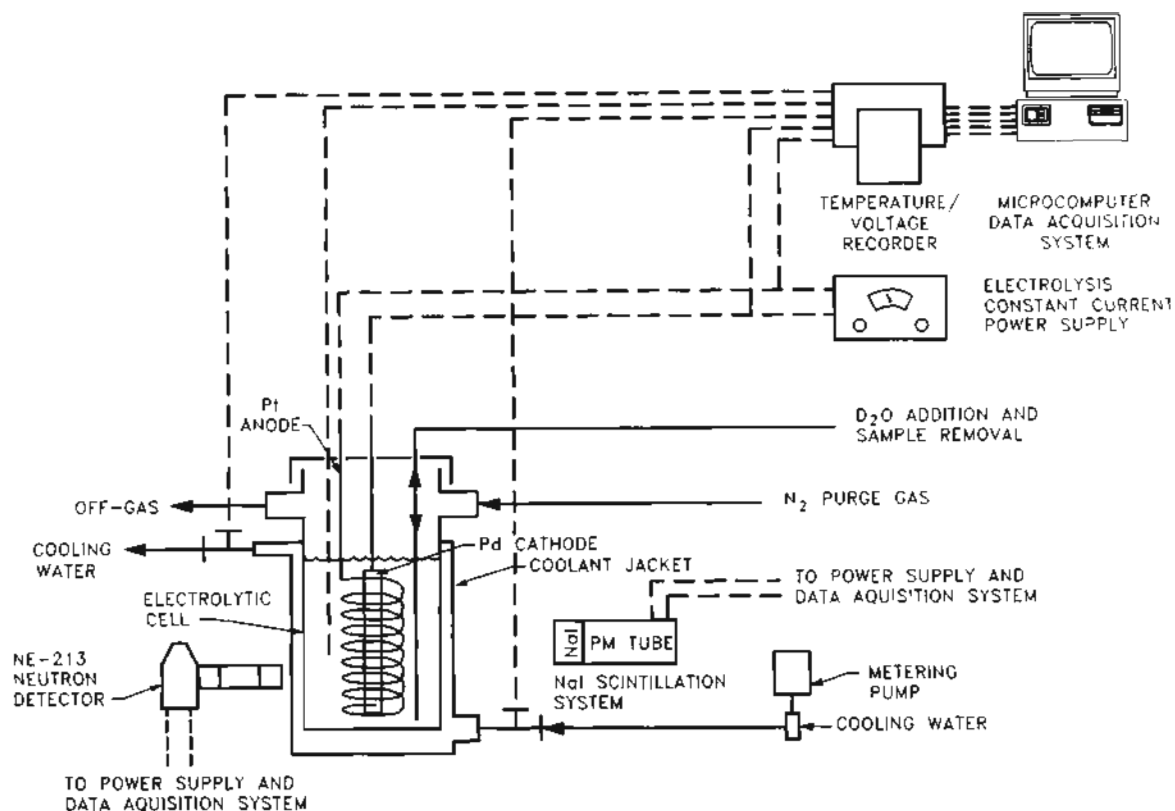 TEMPERATURE/
VOLTAGE
RECORDER
MICROCOMPUTER
DATA ACQUISITION
SYSTEM
ELECTROLYSIS
CONSTANT CURRENT
POWER SUPPLY
Pt
ANODE
D₂O ADDITION AND
SAMPLE REMOVAL
OFF-GAS
N₂ PURGE GAS
COOLING
WATER
Pd CATHODE
COOLANT JACKET
ELECTROLYTIC
CELL
TO POWER SUPPLY AND
DATA AQUISITION SYSTEM
NaI
PM TUBE
NaI SCINTILLATION
SYSTEM
METERING
PUMP
COOLING WATER
NE-213
NEUTRON
DETECTOR
TO POWER SUPPLY AND
DATA AQUISITION SYSTEM